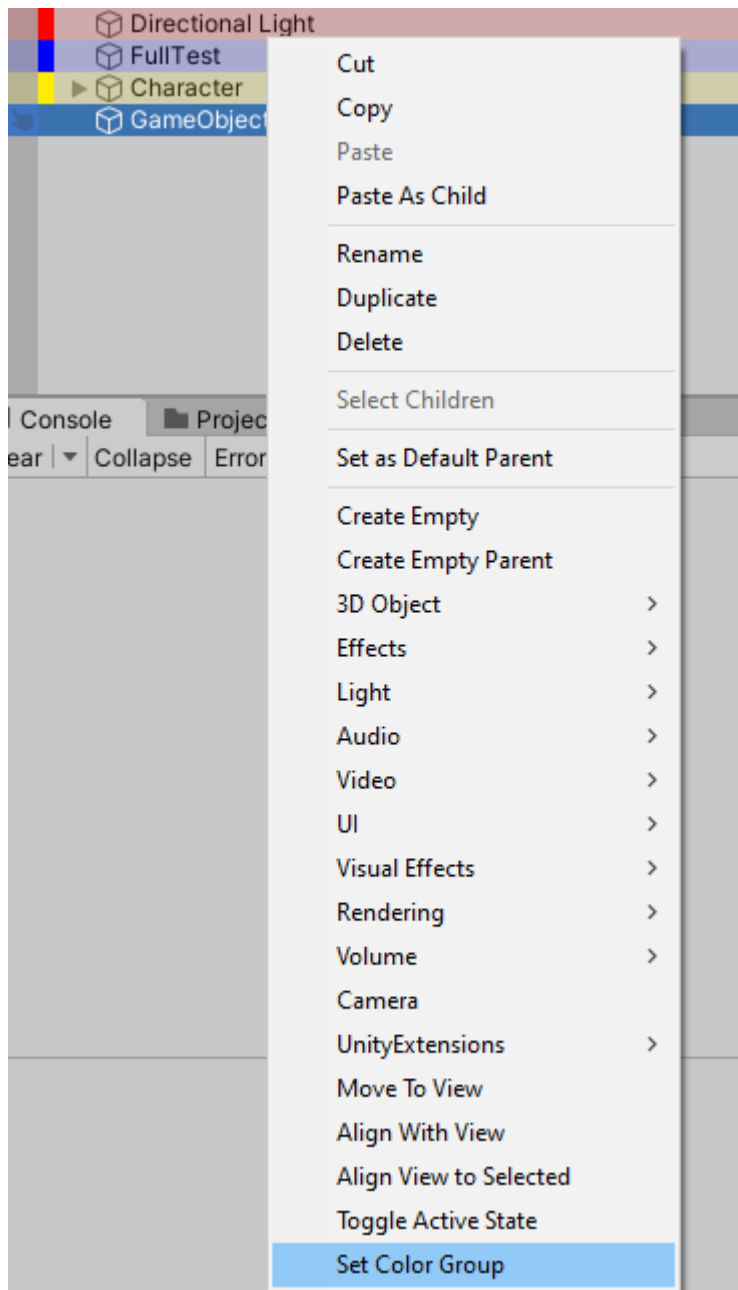 Directional Light
FullTest
Character
GameObject
Cut
Copy
Paste
Paste As Child
Rename
Duplicate
Delete
Select Children
Set as Default Parent
Console
Projec
ear
Collapse
Error
Create Empty
Create Empty Parent
3D Object
Effects
Light
Audio
Video
UI
Visual Effects
Rendering
Volume
Camera
UnityExtensions
Move To View
Align With View
Align View to Selected
Toggle Active State
Set Color Group